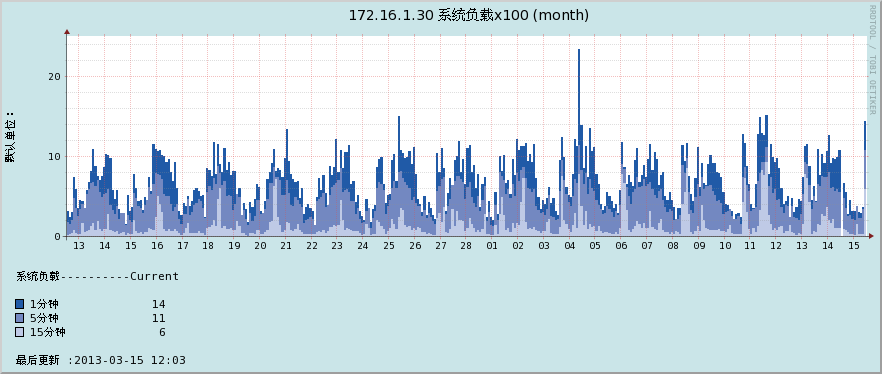 172.16.1.30 系统负载x100 (month)
RRDTOOL / TOBI OETIKER
默认单位：
20
10
0
13 14 15 16 17 18 19 20 21 22 23 24 25 26 27 28 01 02 03 04 05 06 07 08 09 10 11 12 13 14 15
系统负载----------Current
1分钟 14
5分钟 11
15分钟 6
最后更新 :2013-03-15 12:03